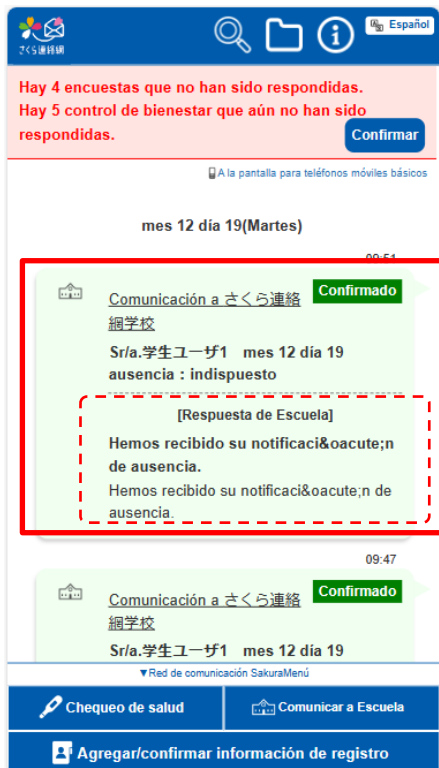 さくら連絡網
Español
Hay 4 encuestas que no han sido respondidas.
Hay 5 control de bienestar que aún no han sido
respondidas.
Confirmar
A la pantalla para teléfonos móviles básicos
mes 12 día 19(Martes)
09:51
Confirmado
Comunicación a さくら連絡
網学校
Sr/a.学生ユーザ1　mes 12 día 19
ausencia：indispuesto
[Respuesta de Escuela]
Hemos recibido su notificaci&oacute;n
de ausencia.
Hemos recibido su notificaci&oacute;n de
ausencia.
09:47
Confirmado
Comunicación a さくら連絡
網学校
Sr/a.学生ユーザ1　mes 12 día 19
▼Red de comunicación SakuraMenú
Chequeo de salud
Comunicar a Escuela
Agregar/confirmar información de registro